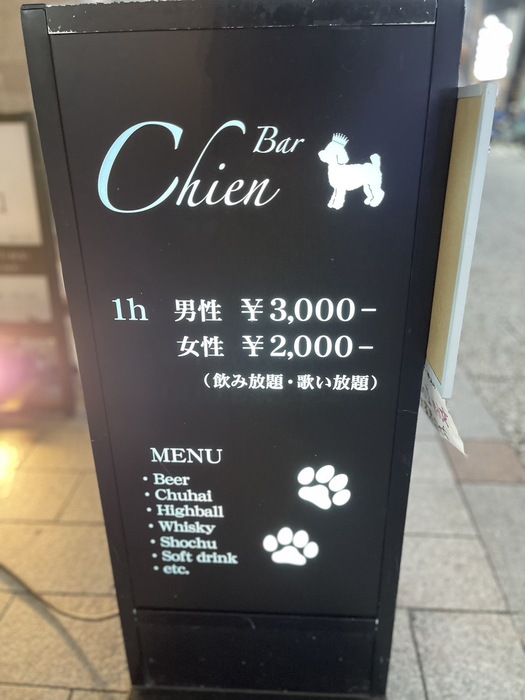 Bar
Chien
1h 男性 ¥3,000−
女性 ¥2,000−
(飲み放題・歌い放題)
MENU
・Beer
・Chuhai
・Highball
・Whisky
・Shochu
・Soft drink
・etc.